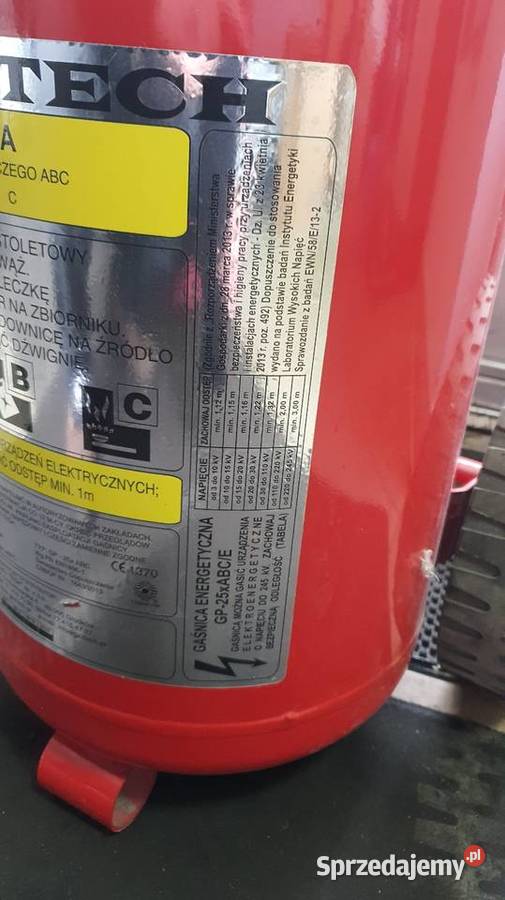 TECH
A
CZEGO ABC
C
STOLETOWY
WĄŻ.
LECZKĘ
R NA ZBIORNIKU.
DOWNICĘ NA ŹRÓDŁO
Ć DŹWIGNIĘ.
B
C
RZĄDZEŃ ELEKTRYCZNYCH;
ODSTĘP MIN. 1m
W AUTORYZOWANYCH ZAKŁADACH.
CE 1370
GAŚNICA ENERGETYCZNA
GP-25xABC/E
GAŚNICĄ MOŻNA GASIĆ URZĄDZENIA
ELEKTROENERGETYCZNE
O NAPIĘCIU DO 245 kV. ZACHOWAJ
BEZPIECZNĄ ODLEGŁOŚĆ (TABELA)
NAPIĘCIE ZACHOWAJ ODSTĘP
od 3 do 10 kV min. 1,12 m
od 10 do 15 kV min. 1,15 m
od 15 do 20 kV min. 1,16 m
od 20 do 30 kV min. 1,22 m
od 30 do 110 kV min. 1,32 m
od 110 do 220 kV min. 2,00 m
od 220 do 245 kV min. 3,00 m
(Zgodnie z Rozporządzeniem Ministerstwa
Gospodarki z dn. 28 marca 2013 r. w sprawie
bezpieczeństwa i higieny pracy przy urządzeniach
i instalacjach energetycznych - Dz. U. z 23 kwietnia
2013 r. poz. 492) Dopuszczenie do stosowania
wydano na podstawie badań Instytutu Energetyki
Laboratorium Wysokich Napięć
Sprawozdanie z badań EWN/58/E/13-2
Sprzedajemy.pl